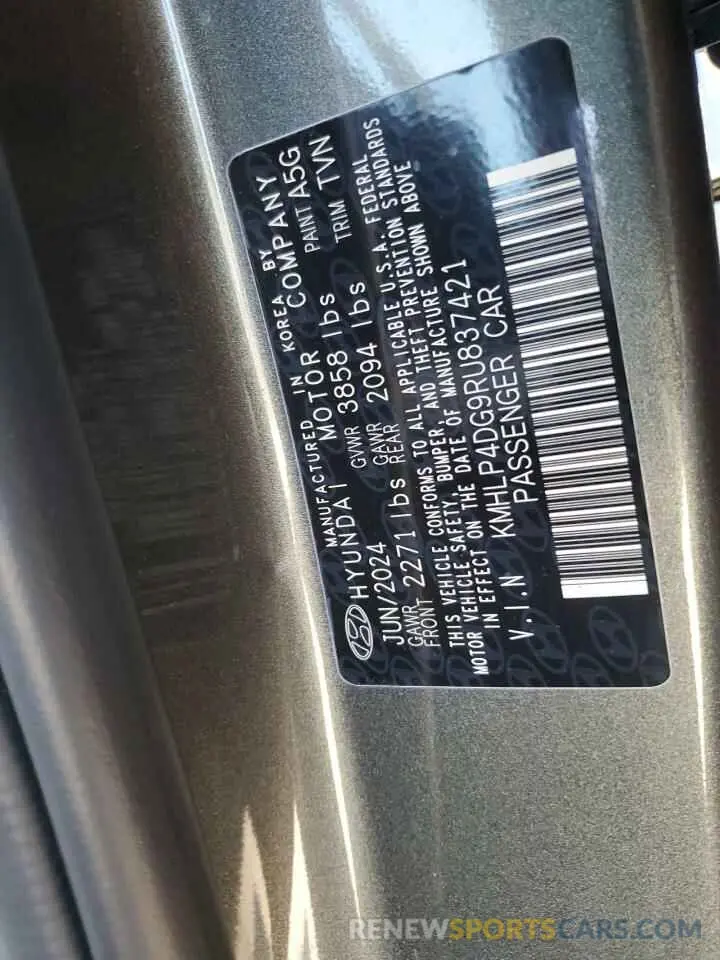 MANUFACTURED IN KOREA BY
HYUNDAI MOTOR COMPANY
JUN/2024 GVWR 3858 lbs PAINT A5G
GAWR FRONT 2271 lbs GAWR REAR 2094 lbs TRIM TVN
THIS VEHICLE CONFORMS TO ALL APPLICABLE U.S.A. FEDERAL
MOTOR VEHICLE SAFETY, BUMPER, AND THEFT PREVENTION STANDARDS
IN EFFECT ON THE DATE OF MANUFACTURE SHOWN ABOVE
V.I.N KMHLP4DG9RU837421
PASSENGER CAR
RENEWSPORTSCARS.COM